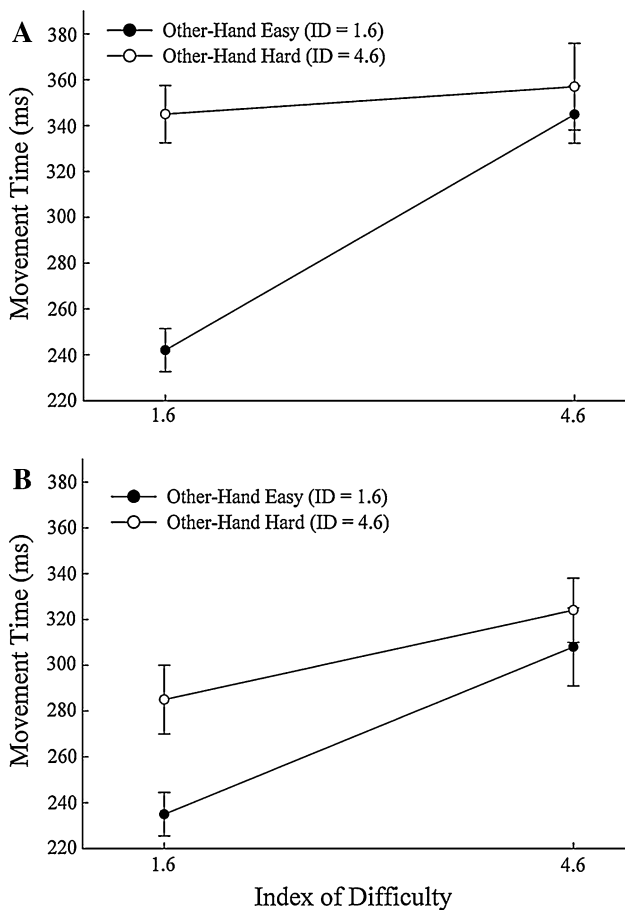 A
Other-Hand Easy (ID = 1.6)
Other-Hand Hard (ID = 4.6)
Movement Time (ms)
380
360
340
320
300
280
260
240
220
1.6
4.6
B
Other-Hand Easy (ID = 1.6)
Other-Hand Hard (ID = 4.6)
Movement Time (ms)
380
360
340
320
300
280
260
240
220
1.6
4.6
Index of Difficulty